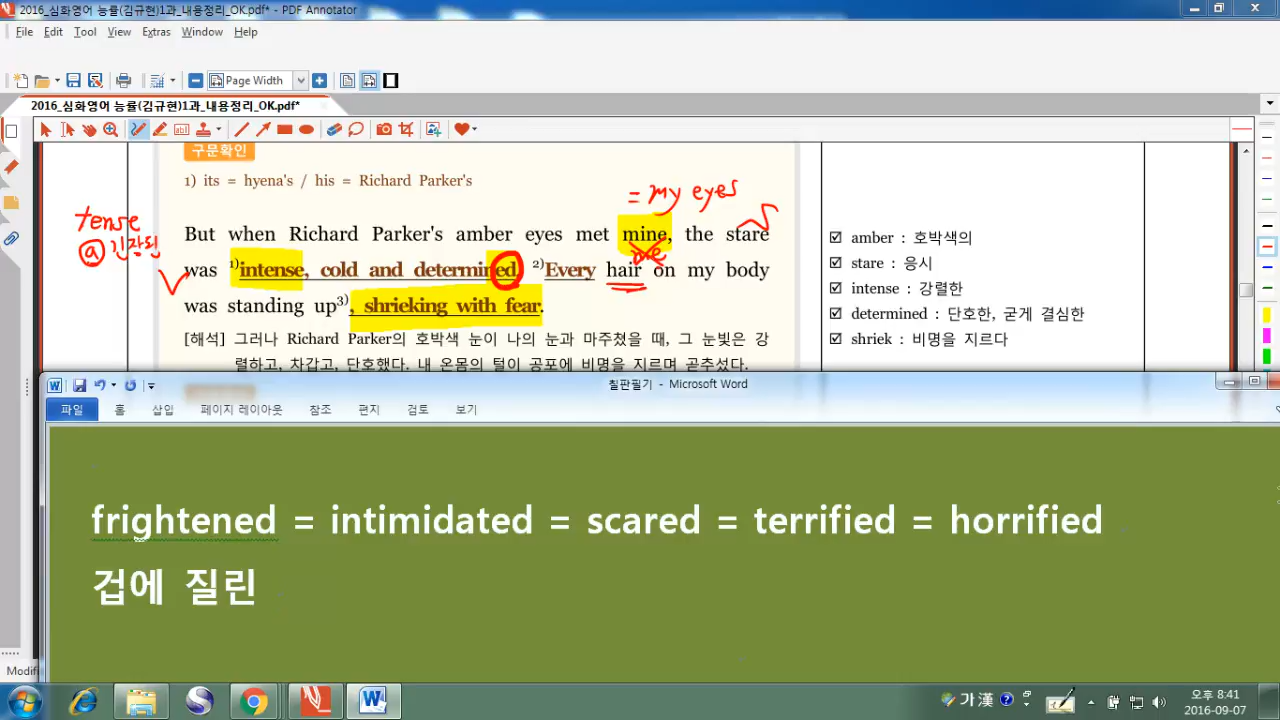 2016_심화영어 능률(김규현)1과_내용정리_OK.pdf* - PDF Annotator
File Edit Tool View Extras Window Help
Page Width
2016_심화영어 능률(김규현)1과_내용정리_OK.pdf*
구문확인
1) its = hyena's / his = Richard Parker's
= my eyes
tense
ⓐ 긴장된
But when Richard Parker's amber eyes met mine, the stare
me
was 1)intense, cold and determined. 2)Every hair on my body
was standing up3), shrieking with fear.
[해석] 그러나 Richard Parker의 호박색 눈이 나의 눈과 마주쳤을 때, 그 눈빛은 강
렬하고, 차갑고, 단호했다. 내 온몸의 털이 공포에 비명을 지르며 곤추섰다.
☑ amber : 호박색의
☑ stare : 응시
☑ intense : 강렬한
☑ determined : 단호한, 굳게 결심한
☑ shriek : 비명을 지르다
칠판필기 - Microsoft Word
파일 홈 삽입 페이지 레이아웃 참조 편지 검토 보기
frightened = intimidated = scared = terrified = horrified
겁에 질린
Modifi
가 漢
오후 8:41
2016-09-07